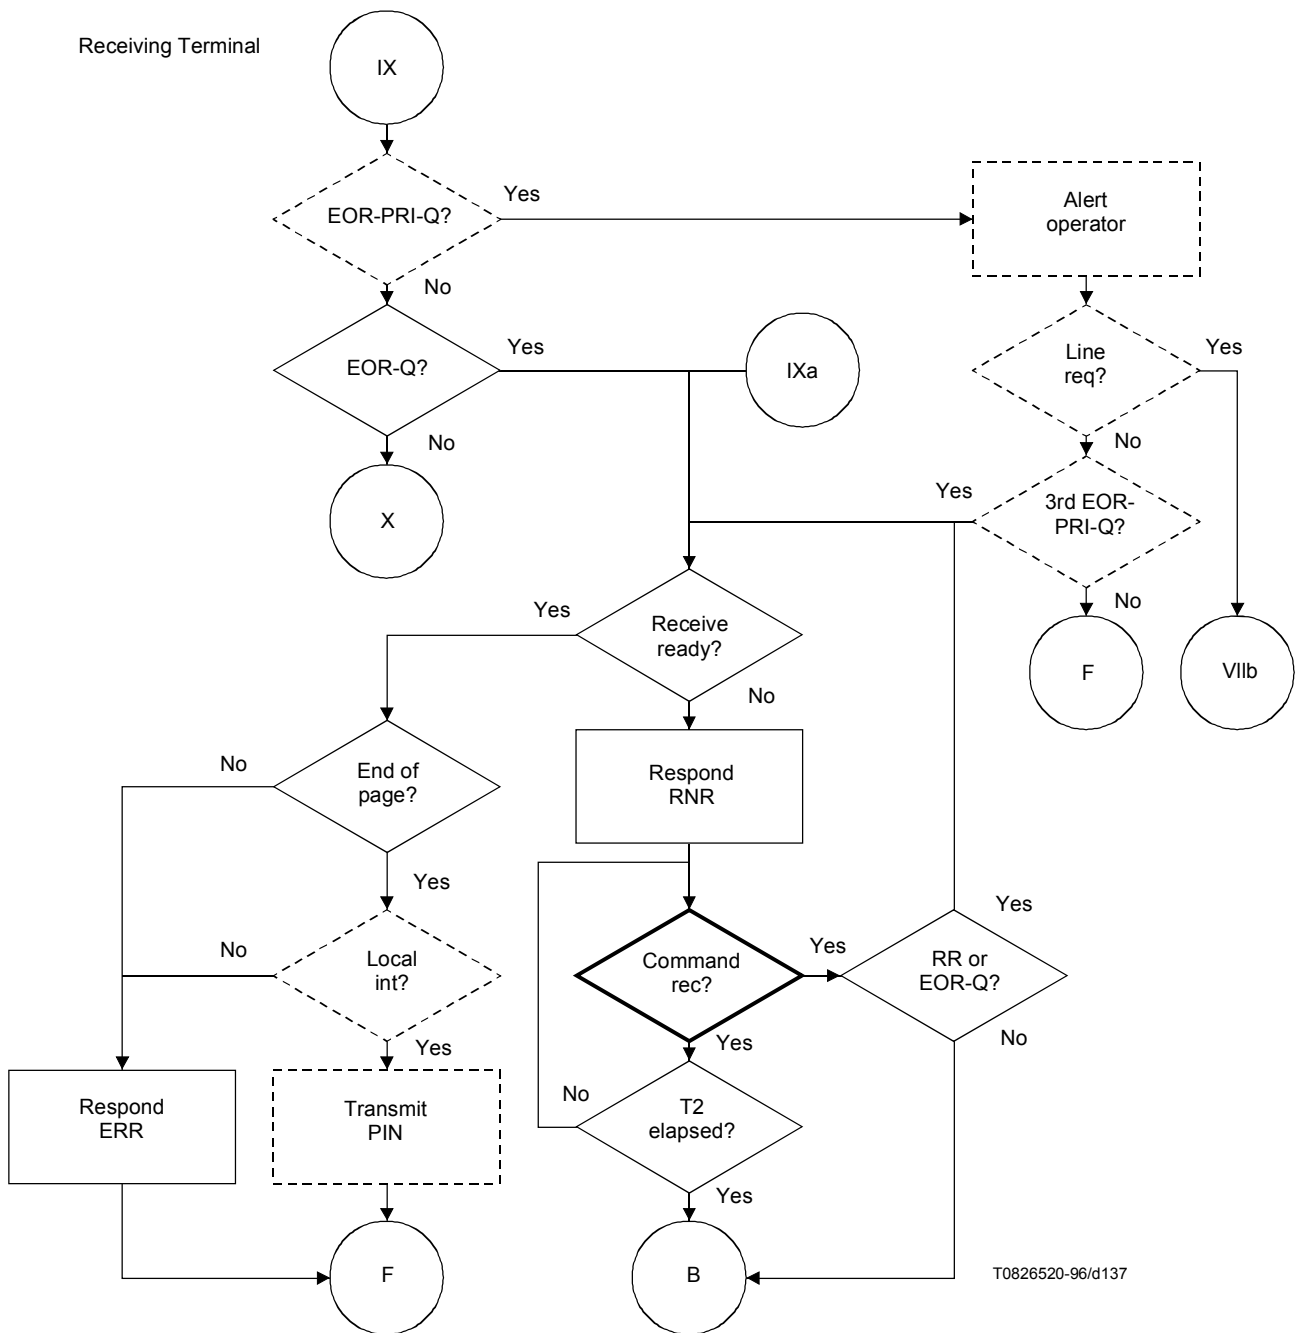 Receiving Terminal
IX
EOR-PRI-Q?
Yes
No
Alert
operator
EOR-Q?
Yes
No
IXa
Line
req?
Yes
No
X
Yes
3rd EOR-
PRI-Q?
No
F
VIIb
Yes
Receive
ready?
No
No
End of
page?
Yes
Respond
RNR
No
Local
int?
Yes
Command
rec?
Yes
Yes
Yes
RR or
EOR-Q?
No
Respond
ERR
Transmit
PIN
No
T2
elapsed?
Yes
F
B
T0826520-96/d137